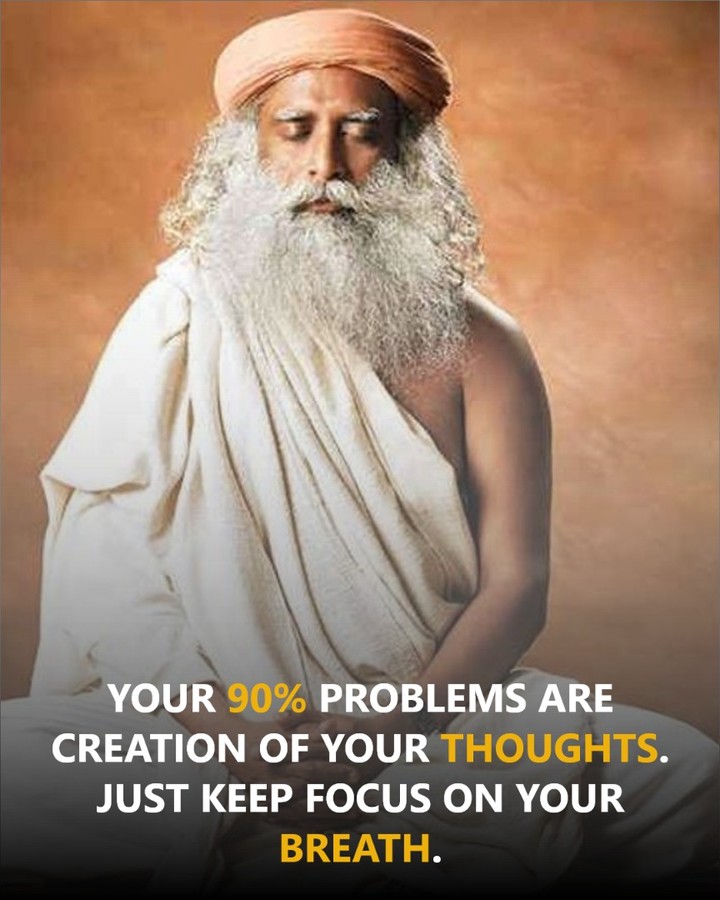 YOUR 90% PROBLEMS ARE
CREATION OF YOUR THOUGHTS.
JUST KEEP FOCUS ON YOUR
BREATH.